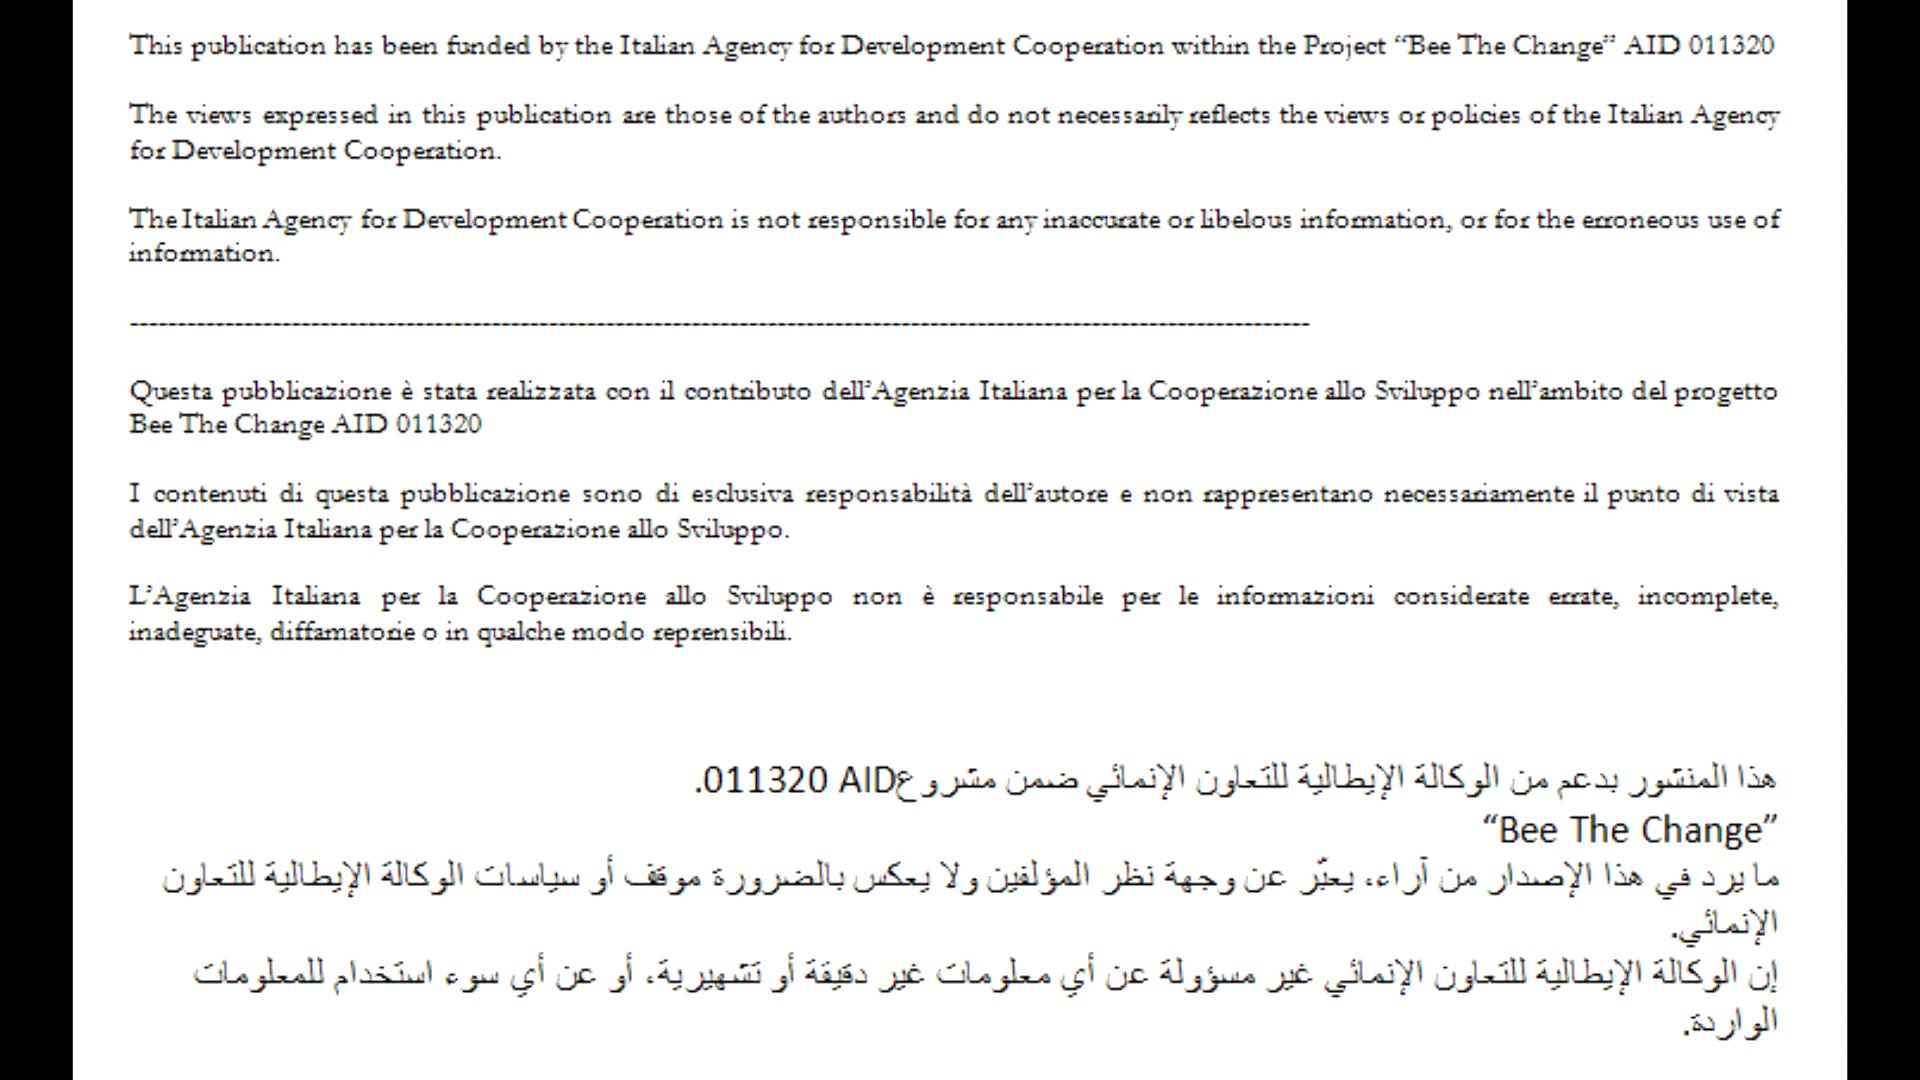 This publication has been funded by the Italian Agency for Development Cooperation within the Project “Bee The Change” AID 011320
The views expressed in this publication are those of the authors and do not necessarily reflects the views or policies of the Italian Agency
for Development Cooperation.
The Italian Agency for Development Cooperation is not responsible for any inaccurate or libelous information, or for the erroneous use of
information.
--------------------------------------------------------------------------------------------------------------
Questa pubblicazione è stata realizzata con il contributo dell’Agenzia Italiana per la Cooperazione allo Sviluppo nell’ambito del progetto
Bee The Change AID 011320
I contenuti di questa pubblicazione sono di esclusiva responsabilità dell’autore e non rappresentano necessariamente il punto di vista
dell’Agenzia Italiana per la Cooperazione allo Sviluppo.
L’Agenzia Italiana per la Cooperazione allo Sviluppo non è responsabile per le informazioni considerate errate, incomplete,
inadeguate, diffamatorie o in qualche modo reprensibili.
هذا المنشور بدعم من الوكالة الإيطالية للتعاون الإنمائي ضمن مشروع011320 AID.
“Bee The Change”
ما يرد في هذا الإصدار من آراء، يعبّر عن وجهة نظر المؤلفين ولا يعكس بالضرورة موقف أو سياسات الوكالة الإيطالية للتعاون
الإنمائي.
إن الوكالة الإيطالية للتعاون الإنمائي غير مسؤولة عن أي معلومات غير دقيقة أو تشهيرية، أو عن أي سوء استخدام للمعلومات
الواردة.